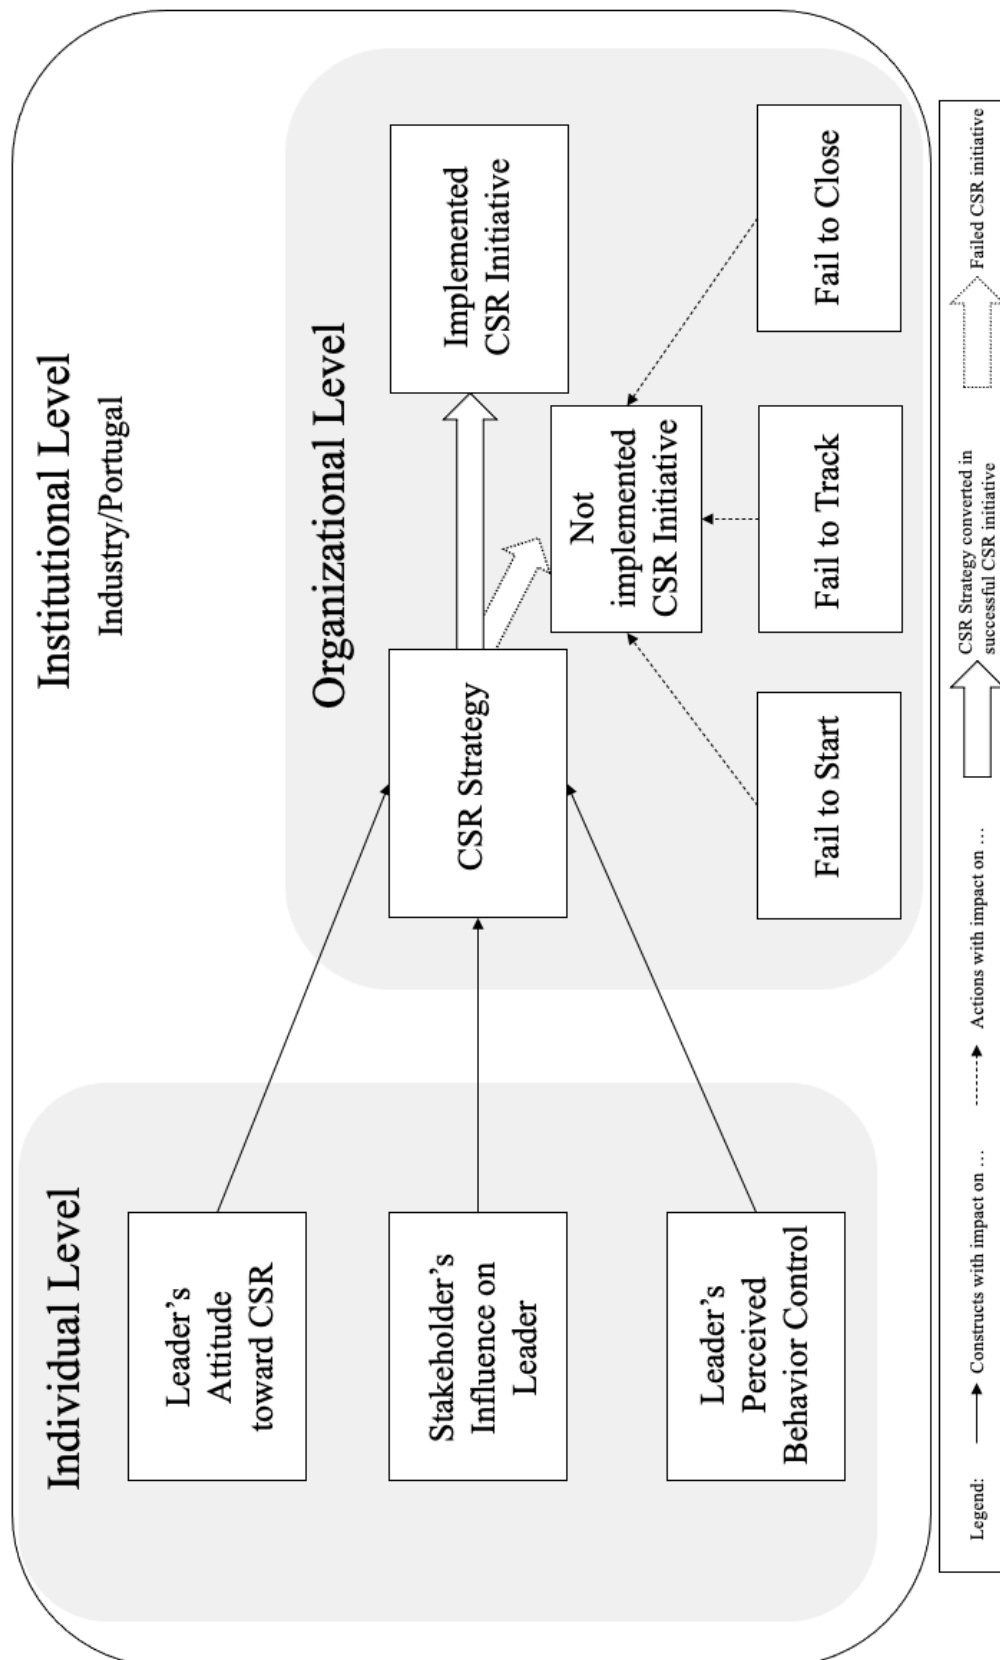 Institutional Level
Industry/Portugal
Individual Level
Leader’s
Attitude
toward CSR
Stakeholder’s
Influence on
Leader
Leader’s
Perceived
Behavior Control
Organizational Level
CSR Strategy
Implemented
CSR Initiative
Not
implemented
CSR Initiative
Fail to Start
Fail to Track
Fail to Close
Legend:
Constructs with impact on …
Actions with impact on …
CSR Strategy converted in
successful CSR initiative
Failed CSR initiative